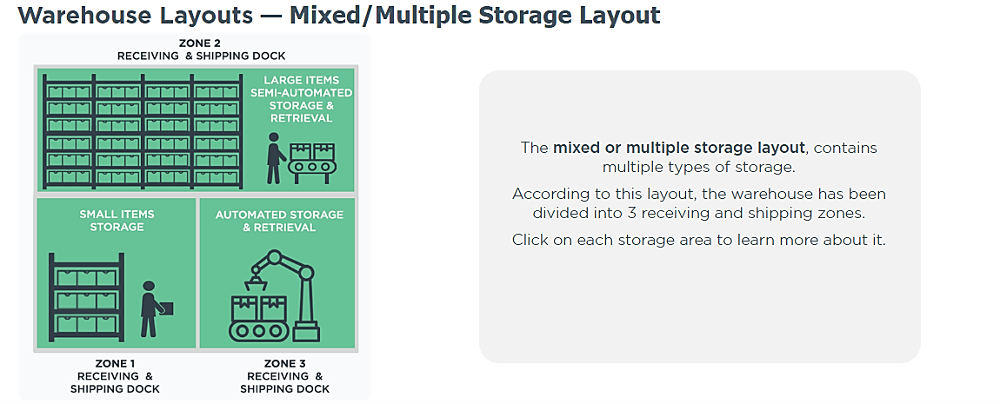 Warehouse Layouts — Mixed/Multiple Storage Layout
ZONE 2
RECEIVING & SHIPPING DOCK
LARGE ITEMS
SEMI-AUTOMATED
STORAGE &
RETRIEVAL
SMALL ITEMS
STORAGE
AUTOMATED STORAGE
& RETRIEVAL
ZONE 1
RECEIVING &
SHIPPING DOCK
ZONE 3
RECEIVING &
SHIPPING DOCK
The mixed or multiple storage layout, contains
multiple types of storage.
According to this layout, the warehouse has been
divided into 3 receiving and shipping zones.
Click on each storage area to learn more about it.